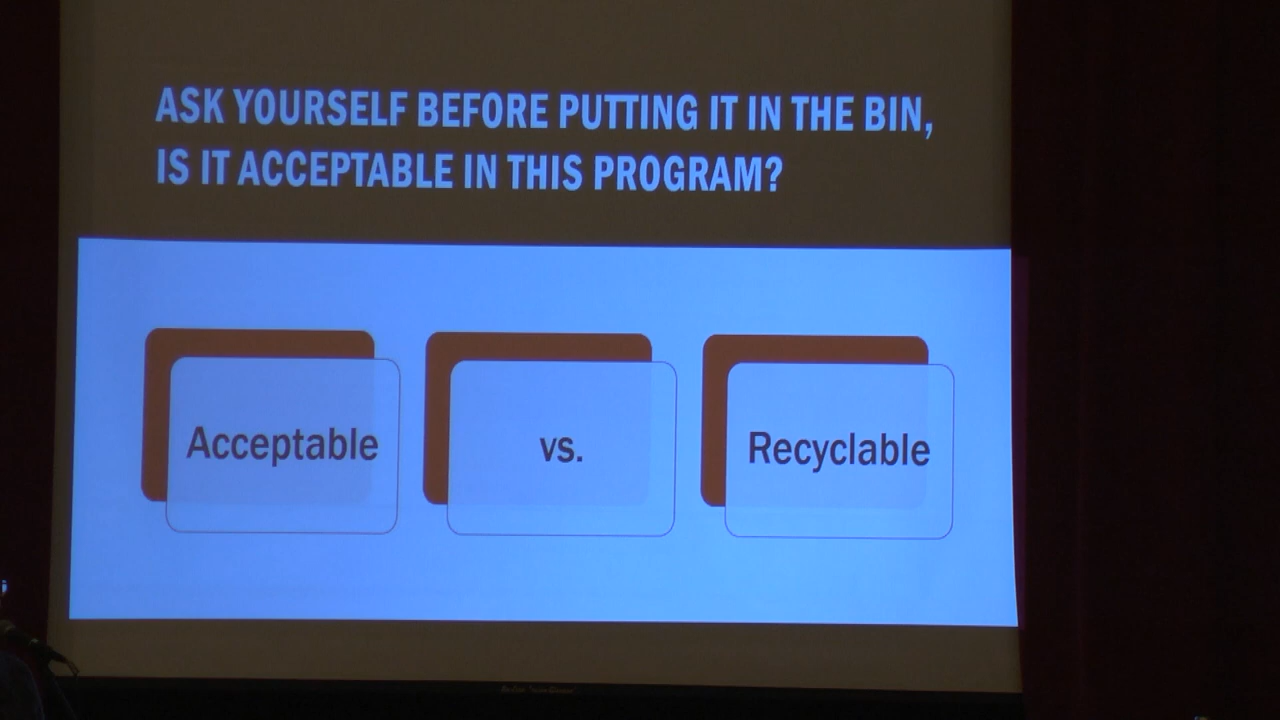 ASK YOURSELF BEFORE PUTTING IT IN THE BIN,
IS IT ACCEPTABLE IN THIS PROGRAM?
Acceptable
vs.
Recyclable